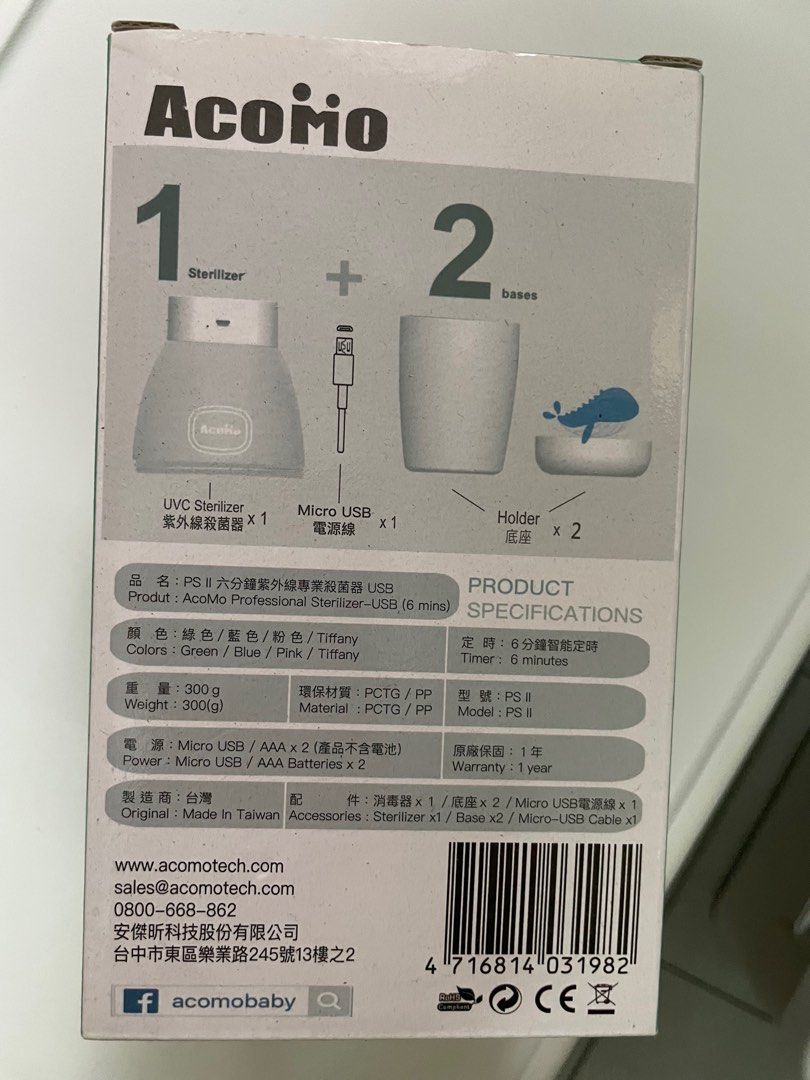 AcoMo
1 Sterilizer
+
2 bases
AcoMo
UVC Sterilizer
紫外線殺菌器 x 1
Micro USB
電源線 x 1
Holder
底座 x 2
品 名：PS II 六分鐘紫外線專業殺菌器 USB
Produt : AcoMo Professional Sterilizer-USB (6 mins)
PRODUCT
SPECIFICATIONS
顏 色：綠 色 / 藍 色 / 粉 色 / Tiffany
Colors : Green / Blue / Pink / Tiffany
定 時：6 分鐘智能定時
Timer : 6 minutes
重 量：300 g
Weight : 300(g)
環保材質：PCTG / PP
Material : PCTG / PP
型 號：PS II
Model : PS II
電 源：Micro USB / AAA x 2 (產品不含電池)
Power : Micro USB / AAA Batteries x 2
原廠保固：1 年
Warranty : 1 year
製 造 商：台灣
Original : Made In Taiwan
配 件：消毒器 x 1 / 底座 x 2 / Micro USB電源線 x 1
Accessories : Sterilizer x1 / Base x2 / Micro-USB Cable x1
www.acomotech.com
sales@acomotech.com
0800-668-862
安傑昕科技股份有限公司
台中市東區樂業路245號13樓之2
f acomobaby
4 716814 031982
RoHS
Compliant
CE